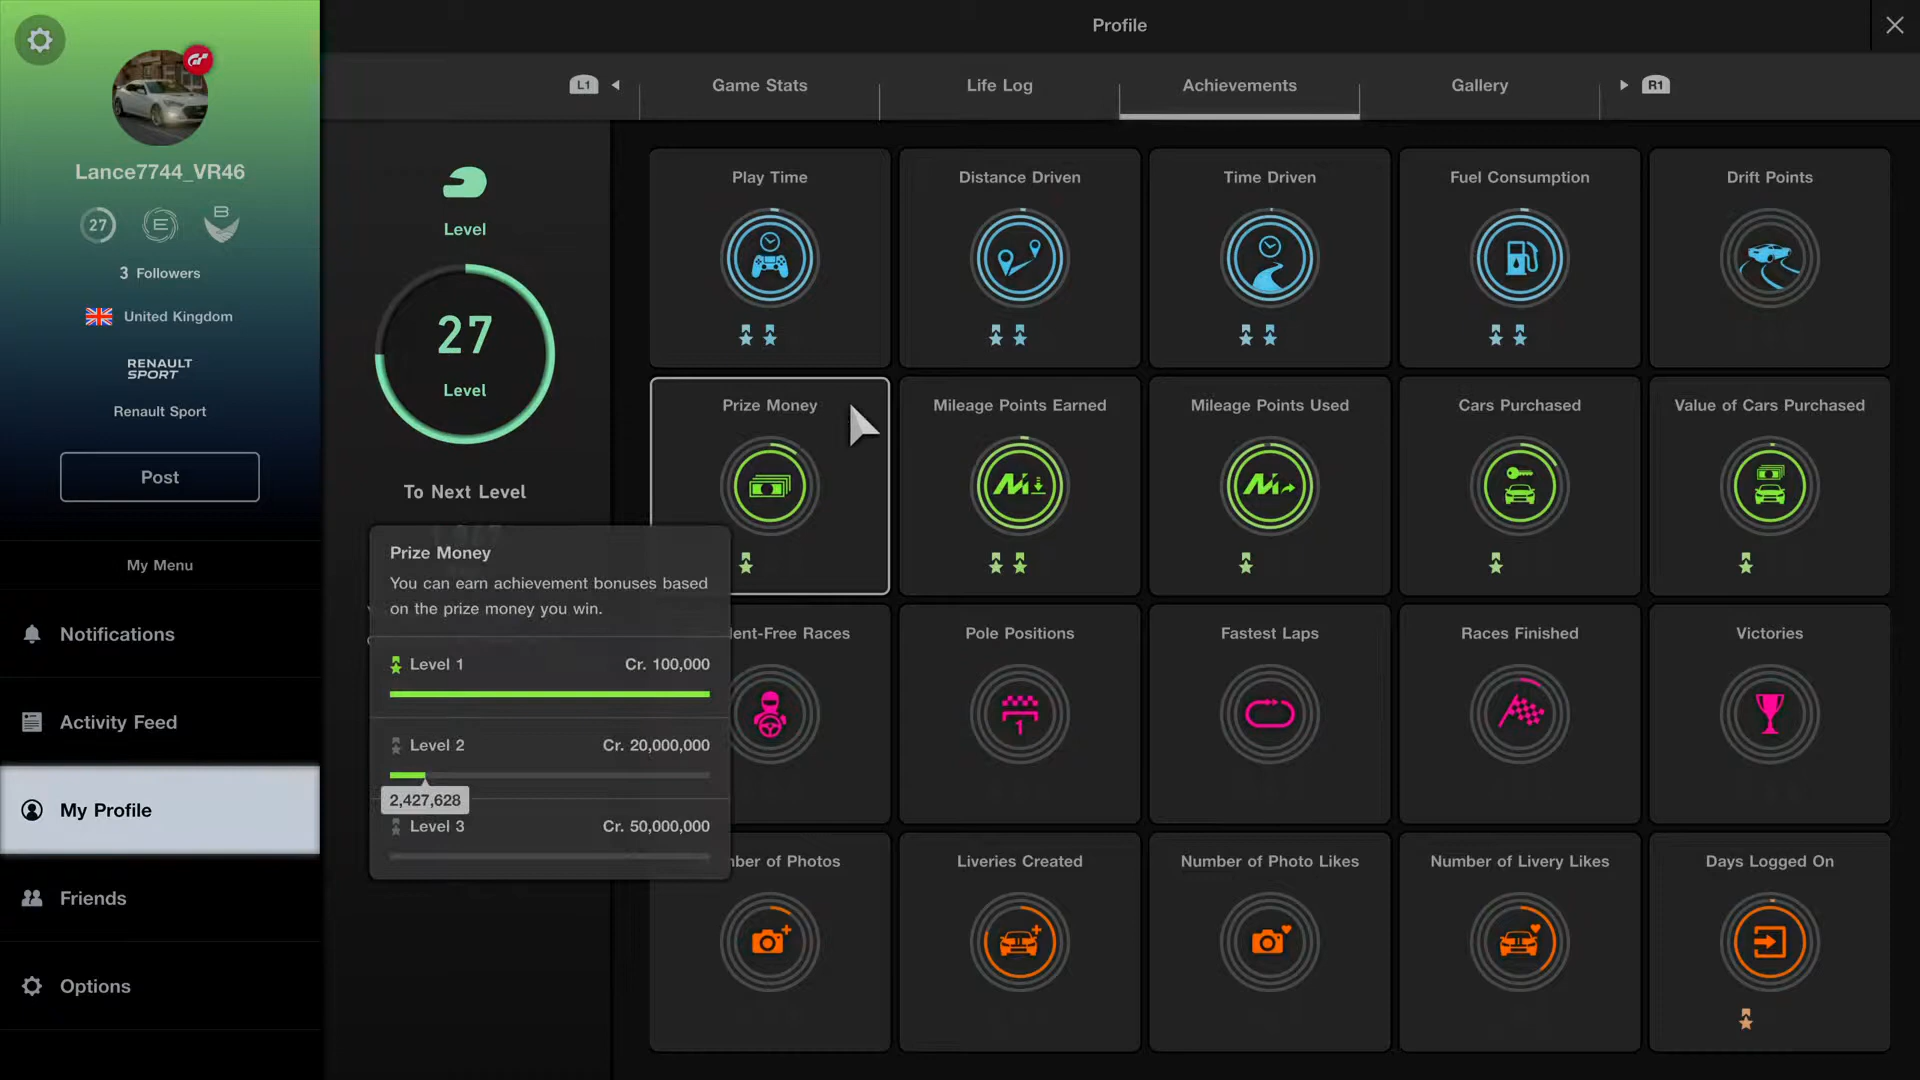 Profile
L1
Game Stats
Life Log
Achievements
Gallery
R1
GT
Lance7744_VR46
27
E
B
3 Followers
United Kingdom
RENAULT
SPORT
Renault Sport
Post
My Menu
Notifications
Activity Feed
My Profile
Friends
Options
Level
27
Level
To Next Level
Play Time
Distance Driven
Time Driven
Fuel Consumption
Drift Points
Prize Money
Mileage Points Earned
Mileage Points Used
Cars Purchased
Value of Cars Purchased
Prize Money
You can earn achievement bonuses based
on the prize money you win.
Level 1 Cr. 100,000
Level 2 Cr. 20,000,000
2,427,628
Level 3 Cr. 50,000,000
Races
Pole Positions
1
Fastest Laps
Races Finished
Victories
of Photos
Liveries Created
Number of Photo Likes
Number of Livery Likes
Days Logged On